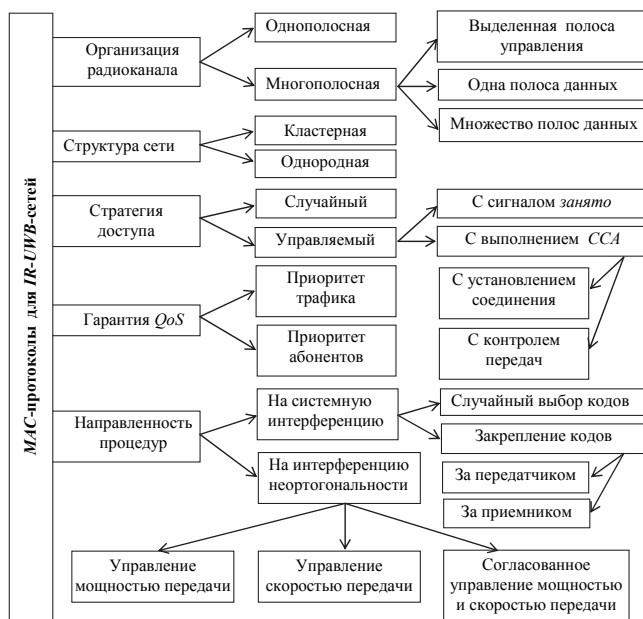 MAC-протоколы для IR-UWB-сетей
Организация
радиоканала
Однополосная
Многополосная
Выделенная полоса
управления
Одна полоса данных
Множество полос данных
Структура сети
Кластерная
Однородная
Стратегия
доступа
Случайный
Управляемый
С сигналом занято
С выполнением CCA
С установлением
соединения
С контролем
передач
Гарантия QoS
Приоритет
трафика
Приоритет
абонентов
Направленность
процедур
На системную
интерференцию
Случайный выбор кодов
Закрепление кодов
За передатчиком
За приемником
На интерференцию
неортогональности
Управление
мощностью передачи
Управление
скоростью передачи
Согласованное
управление мощностью
и скоростью передачи